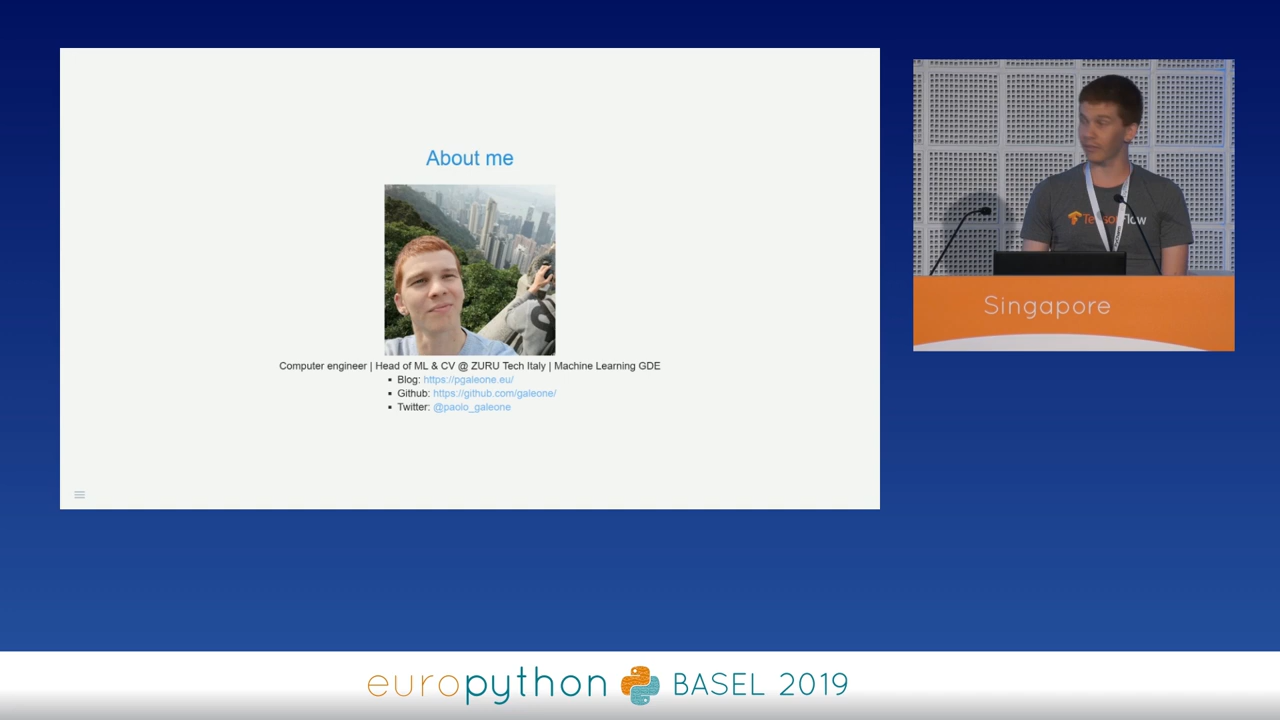 About me
Computer engineer | Head of ML & CV @ ZURU Tech Italy | Machine Learning GDE
▪ Blog: https://pgaleone.eu/
▪ Github: https://github.com/galeone/
▪ Twitter: @paolo_galeone
TensorFlow
Singapore
europython BASEL 2019